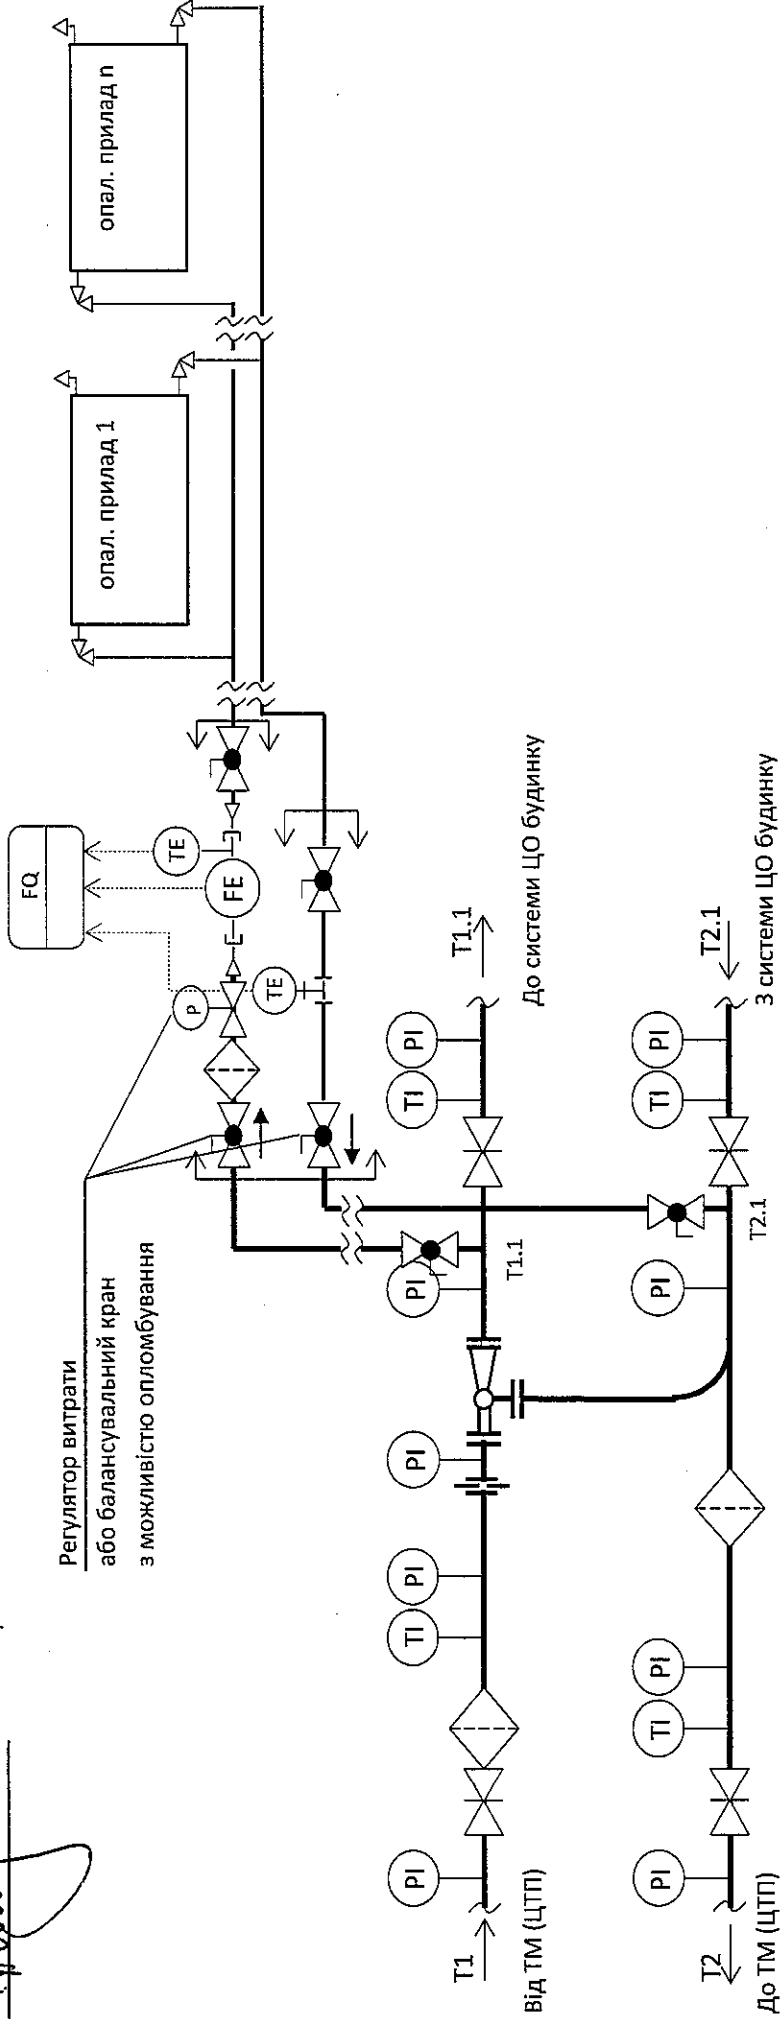 опал. прилад 1
опал. прилад n
FQ
TE
FE
P
TE
Регулятор витрати
або балансувальний кран
з можливістю опломбування
T1
Від ТМ (ЦТП)
PI
TI
PI
PI
PI
T1.1
TI
PI
T1.1
До системи ЦО будинку
T2
До ТМ (ЦТП)
PI
TI
PI
PI
T2.1
TI
PI
T2.1
З системи ЦО будинку